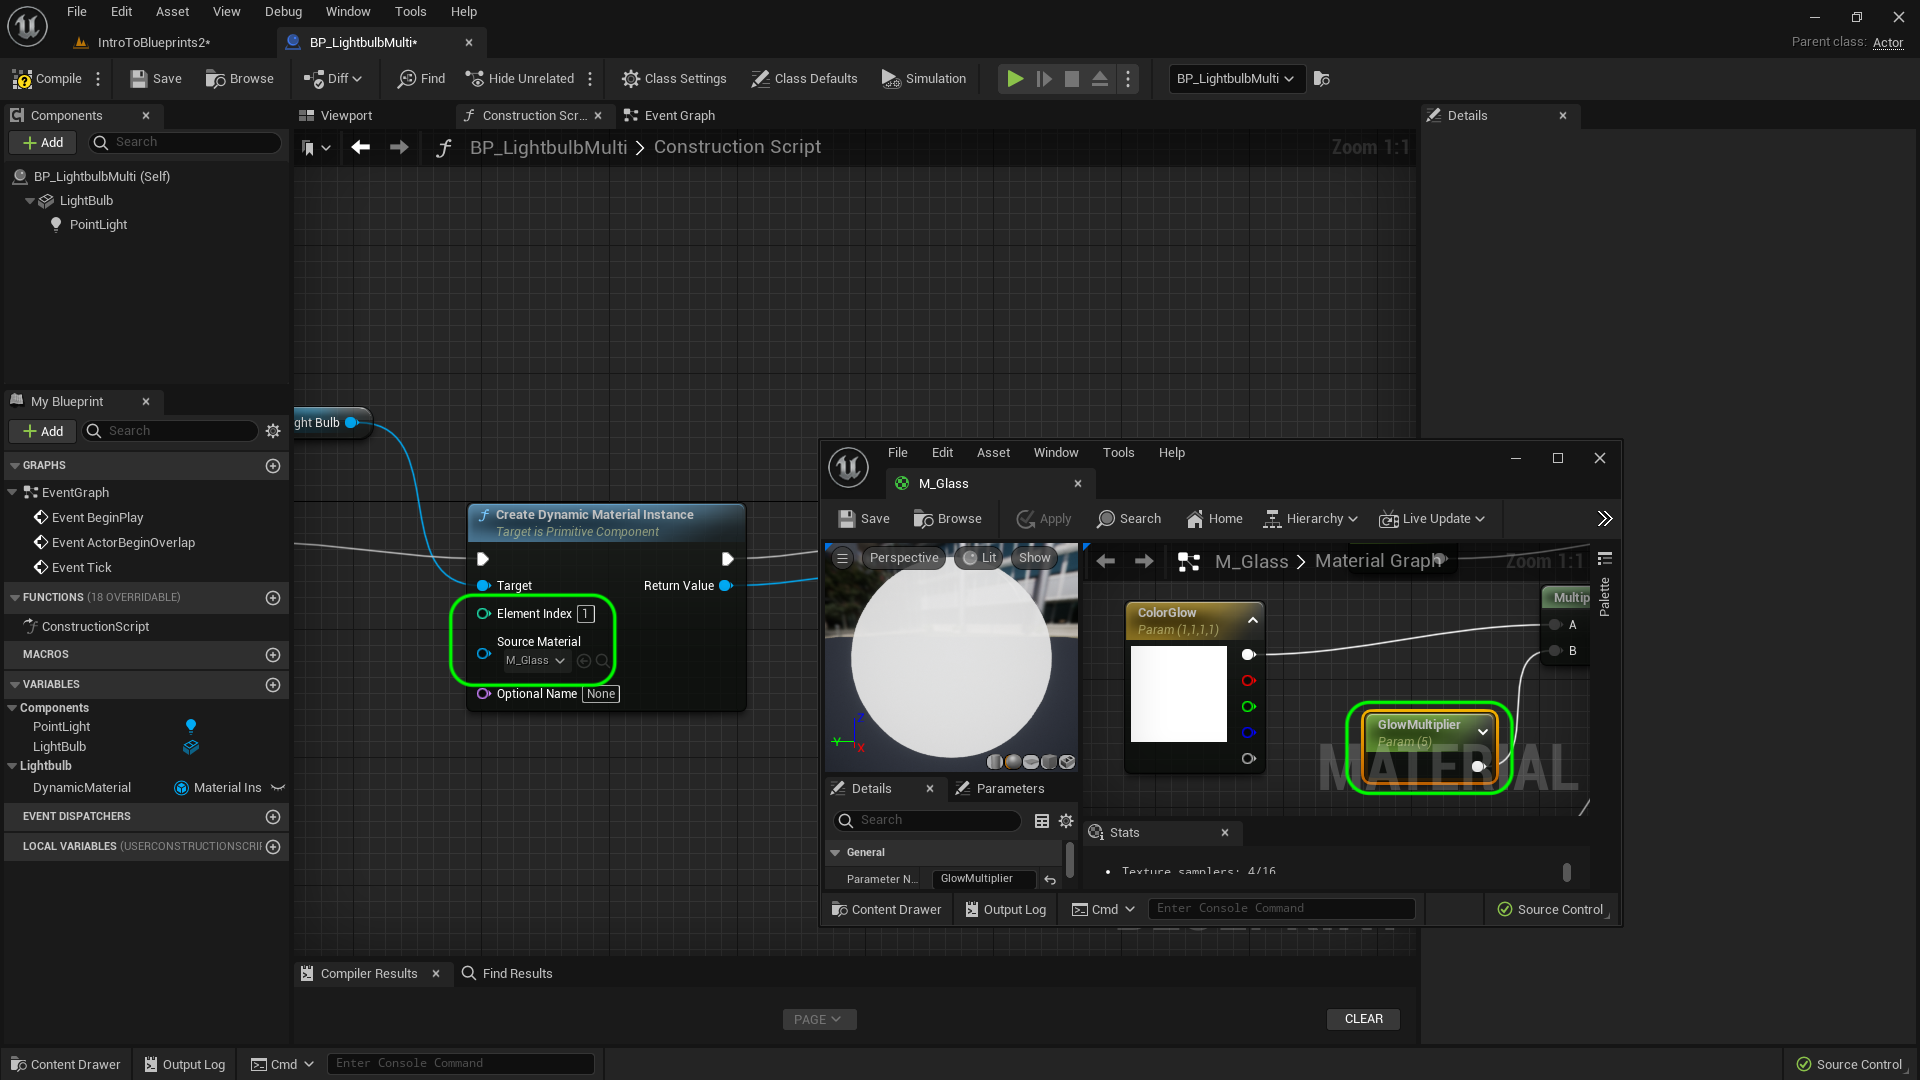 File Edit Asset View Debug Window Tools Help
IntroToBlueprints2*
BP_LightbulbMulti*
Parent class: Actor
Compile
Save
Browse
Diff
Find
Hide Unrelated
Class Settings
Class Defaults
Simulation
BP_LightbulbMulti
Components
Add
Search
BP_LightbulbMulti (Self)
LightBulb
PointLight
Viewport
Construction Scr...
Event Graph
BP_LightbulbMulti > Construction Script
Zoom 1:1
Details
My Blueprint
Add
Search
GRAPHS
EventGraph
Event BeginPlay
Event ActorBeginOverlap
Event Tick
FUNCTIONS (18 OVERRIDABLE)
ConstructionScript
MACROS
VARIABLES
Components
PointLight
LightBulb
Lightbulb
DynamicMaterial
Material Ins
EVENT DISPATCHERS
LOCAL VARIABLES (USERCONSTRUCTIONSCRIP
ght Bulb
Create Dynamic Material Instance
Target is Primitive Component
Target
Return Value
Element Index 1
Source Material
M_Glass
Optional Name None
File Edit Asset Window Tools Help
M_Glass
Save
Browse
Apply
Search
Home
Hierarchy
Live Update
Perspective
Lit
Show
Z
Y
X
M_Glass > Material Graph
Zoom 1:1
Palette
ColorGlow
Param (1,1,1,1)
Multip
A
B
GlowMultiplier
Param (5)
MATERIAL
Details
Parameters
Search
General
Parameter N...
GlowMultiplier
Stats
Texture samplers: 4/16
Content Drawer
Output Log
Cmd
Enter Console Command
Source Control
Compiler Results
Find Results
PAGE
CLEAR
Content Drawer
Output Log
Cmd
Enter Console Command
Source Control